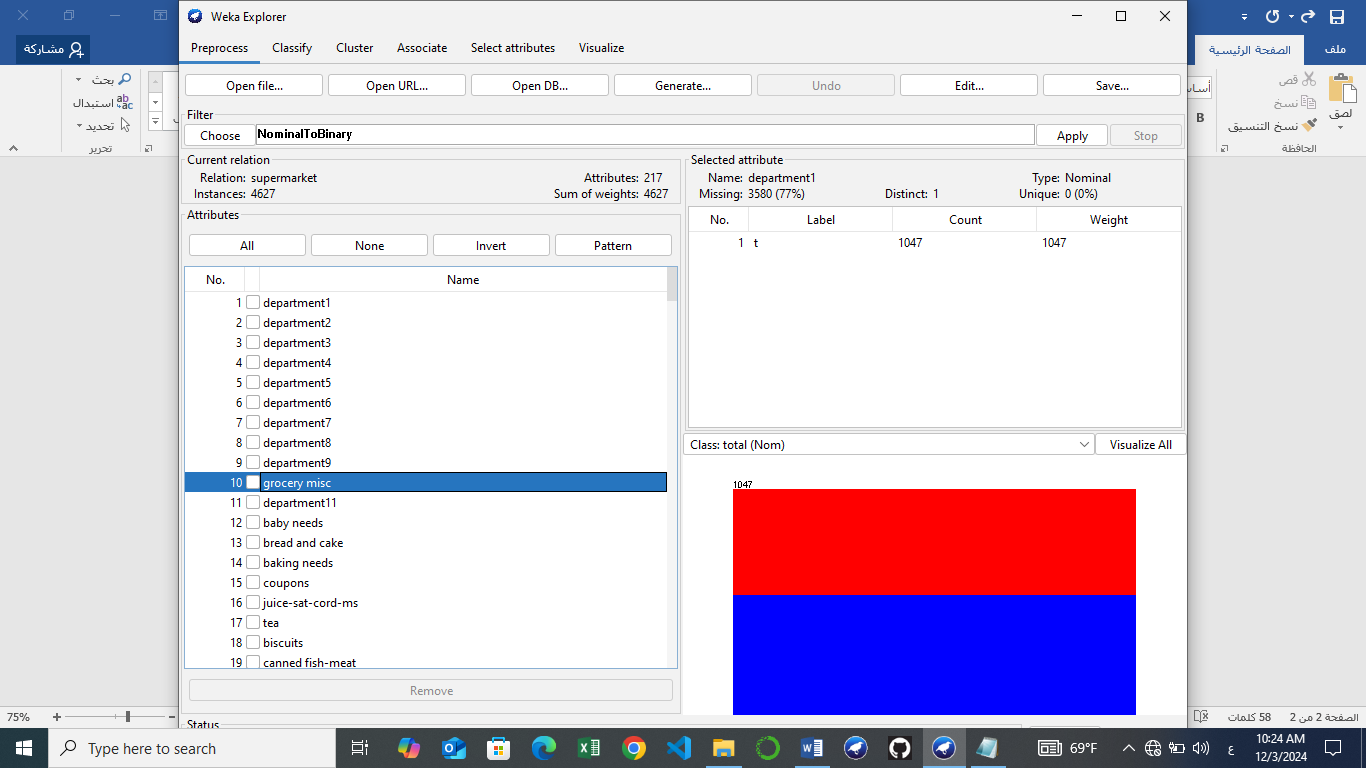 Weka Explorer
Preprocess Classify Cluster Associate Select attributes Visualize
Open file... Open URL... Open DB... Generate... Undo Edit... Save...
Filter
Choose NominalToBinary Apply Stop
Current relation
Relation: supermarket Attributes: 217
Instances: 4627 Sum of weights: 4627
Attributes
All None Invert Pattern
No. Name
1 department1
2 department2
3 department3
4 department4
5 department5
6 department6
7 department7
8 department8
9 department9
10 grocery misc
11 department11
12 baby needs
13 bread and cake
14 baking needs
15 coupons
16 juice-sat-cord-ms
17 tea
18 biscuits
19 canned fish-meat
Remove
Status
Selected attribute
Name: department1 Type: Nominal
Missing: 3580 (77%) Distinct: 1 Unique: 0 (0%)
No. Label Count Weight
1 t 1047 1047
Class: total (Nom) Visualize All
1047
ملف
الصفحة الرئيسية
مشاركة
قص
نسخ
نسخ التنسيق
لصق
الحافظة
B
بحث
استبدال
تحديد
تحرير
75%
الصفحة 2 من 2
58 كلمات
Type here to search
69°F
ع
10:24 AM
12/3/2024